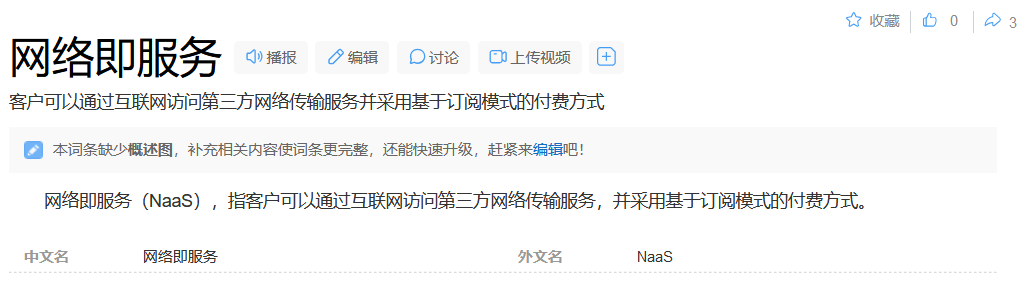 收藏 0 3
网络即服务 播报 编辑 讨论 上传视频
客户可以通过互联网访问第三方网络传输服务并采用基于订阅模式的付费方式
本词条缺少概述图，补充相关内容使词条更完整，还能快速升级，赶紧来编辑吧！
网络即服务（NaaS），指客户可以通过互联网访问第三方网络传输服务，并采用基于订阅模式的付费方式。
中文名 网络即服务 外文名 NaaS